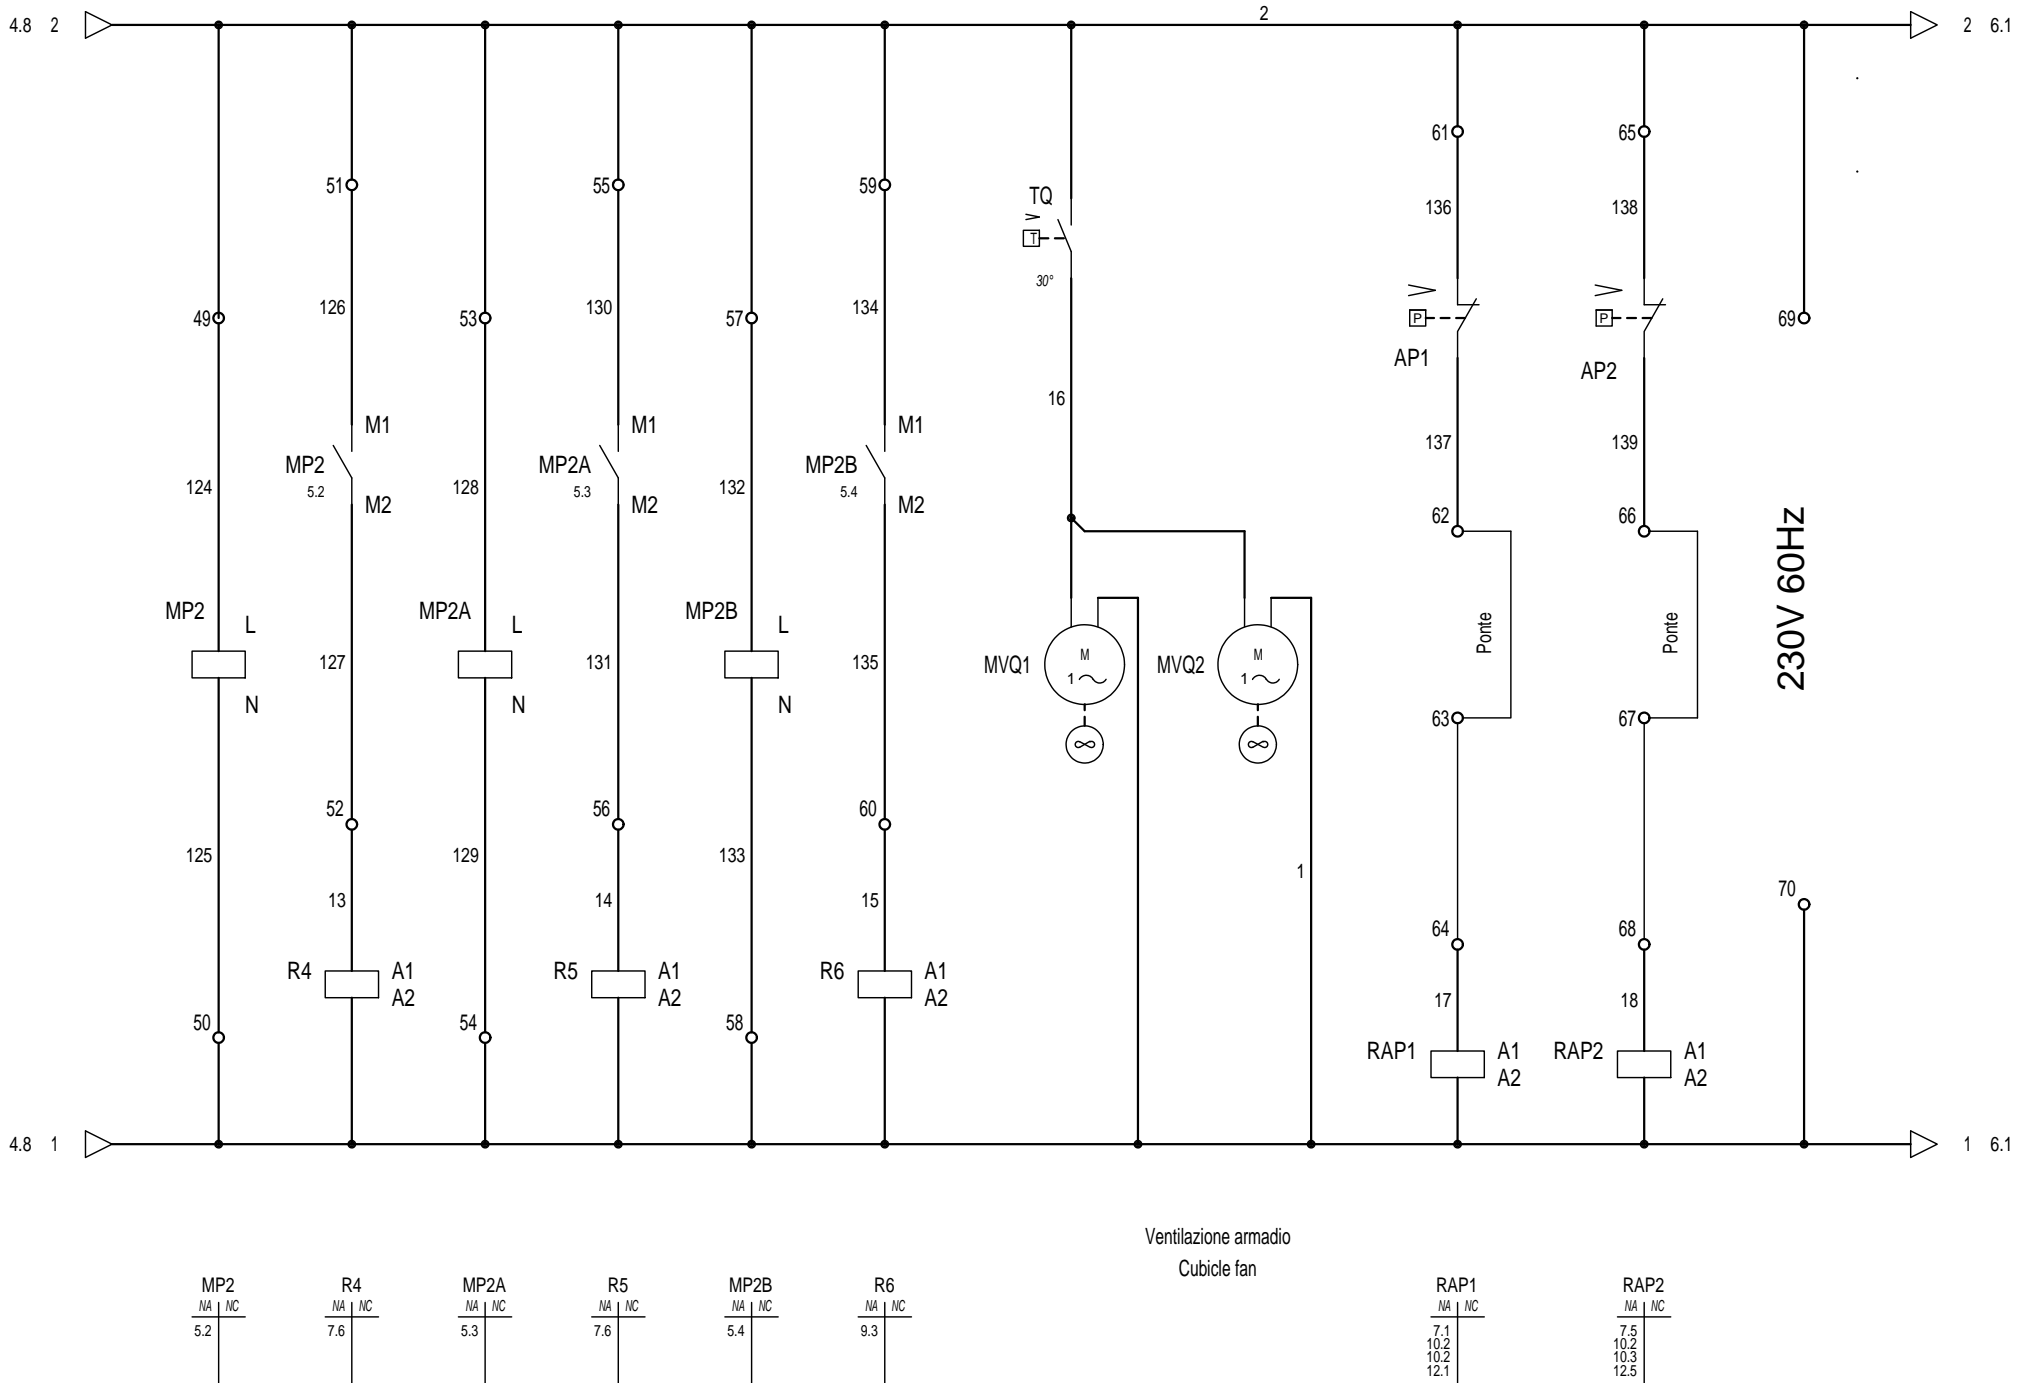 4.8 2
2
2 6.1
61
65
51
55
59
TQ
136
138
T
30°
49
126
53
130
57
134
P
P
69
AP1
AP2
16
M1
M1
M1
137
139
MP2
5.2
MP2A
5.3
MP2B
5.4
124
128
132
M2
M2
M2
62
66
230V 60Hz
MP2
L
MP2A
L
MP2B
L
Ponte
Ponte
127
131
135
MVQ1
M
1
MVQ2
M
1
N
N
N
63
67
52
56
60
125
129
133
1
13
14
15
70
64
68
R4
A1
A2
R5
A1
A2
R6
A1
A2
17
18
50
54
58
RAP1
A1
A2
RAP2
A1
A2
4.8 1
1 6.1
Ventilazione armadio
Cubicle fan
MP2
NA NC
5.2
R4
NA NC
7.6
MP2A
NA NC
5.3
R5
NA NC
7.6
MP2B
NA NC
5.4
R6
NA NC
9.3
RAP1
NA NC
7.1
10.2
10.2
12.1
RAP2
NA NC
7.5
10.2
10.3
12.5